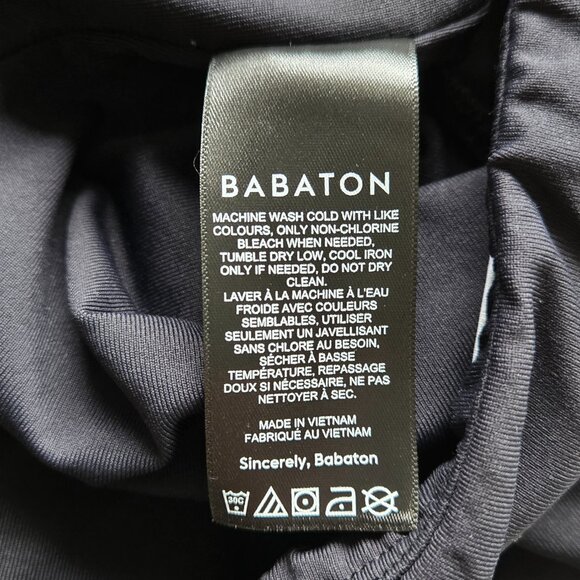 BABATON
MACHINE WASH COLD WITH LIKE
COLOURS, ONLY NON-CHLORINE
BLEACH WHEN NEEDED,
TUMBLE DRY LOW, COOL IRON
ONLY IF NEEDED, DO NOT DRY
CLEAN.
LAVER À LA MACHINE À L'EAU
FROIDE AVEC COULEURS
SEMBLABLES, UTILISER
SEULEMENT UN JAVELLISANT
SANS CHLORE AU BESOIN,
SÉCHER À BASSE
TEMPÉRATURE, REPASSAGE
DOUX SI NÉCESSAIRE, NE PAS
NETTOYER À SEC.
MADE IN VIETNAM
FABRIQUÉ AU VIETNAM
Sincerely, Babaton
30C